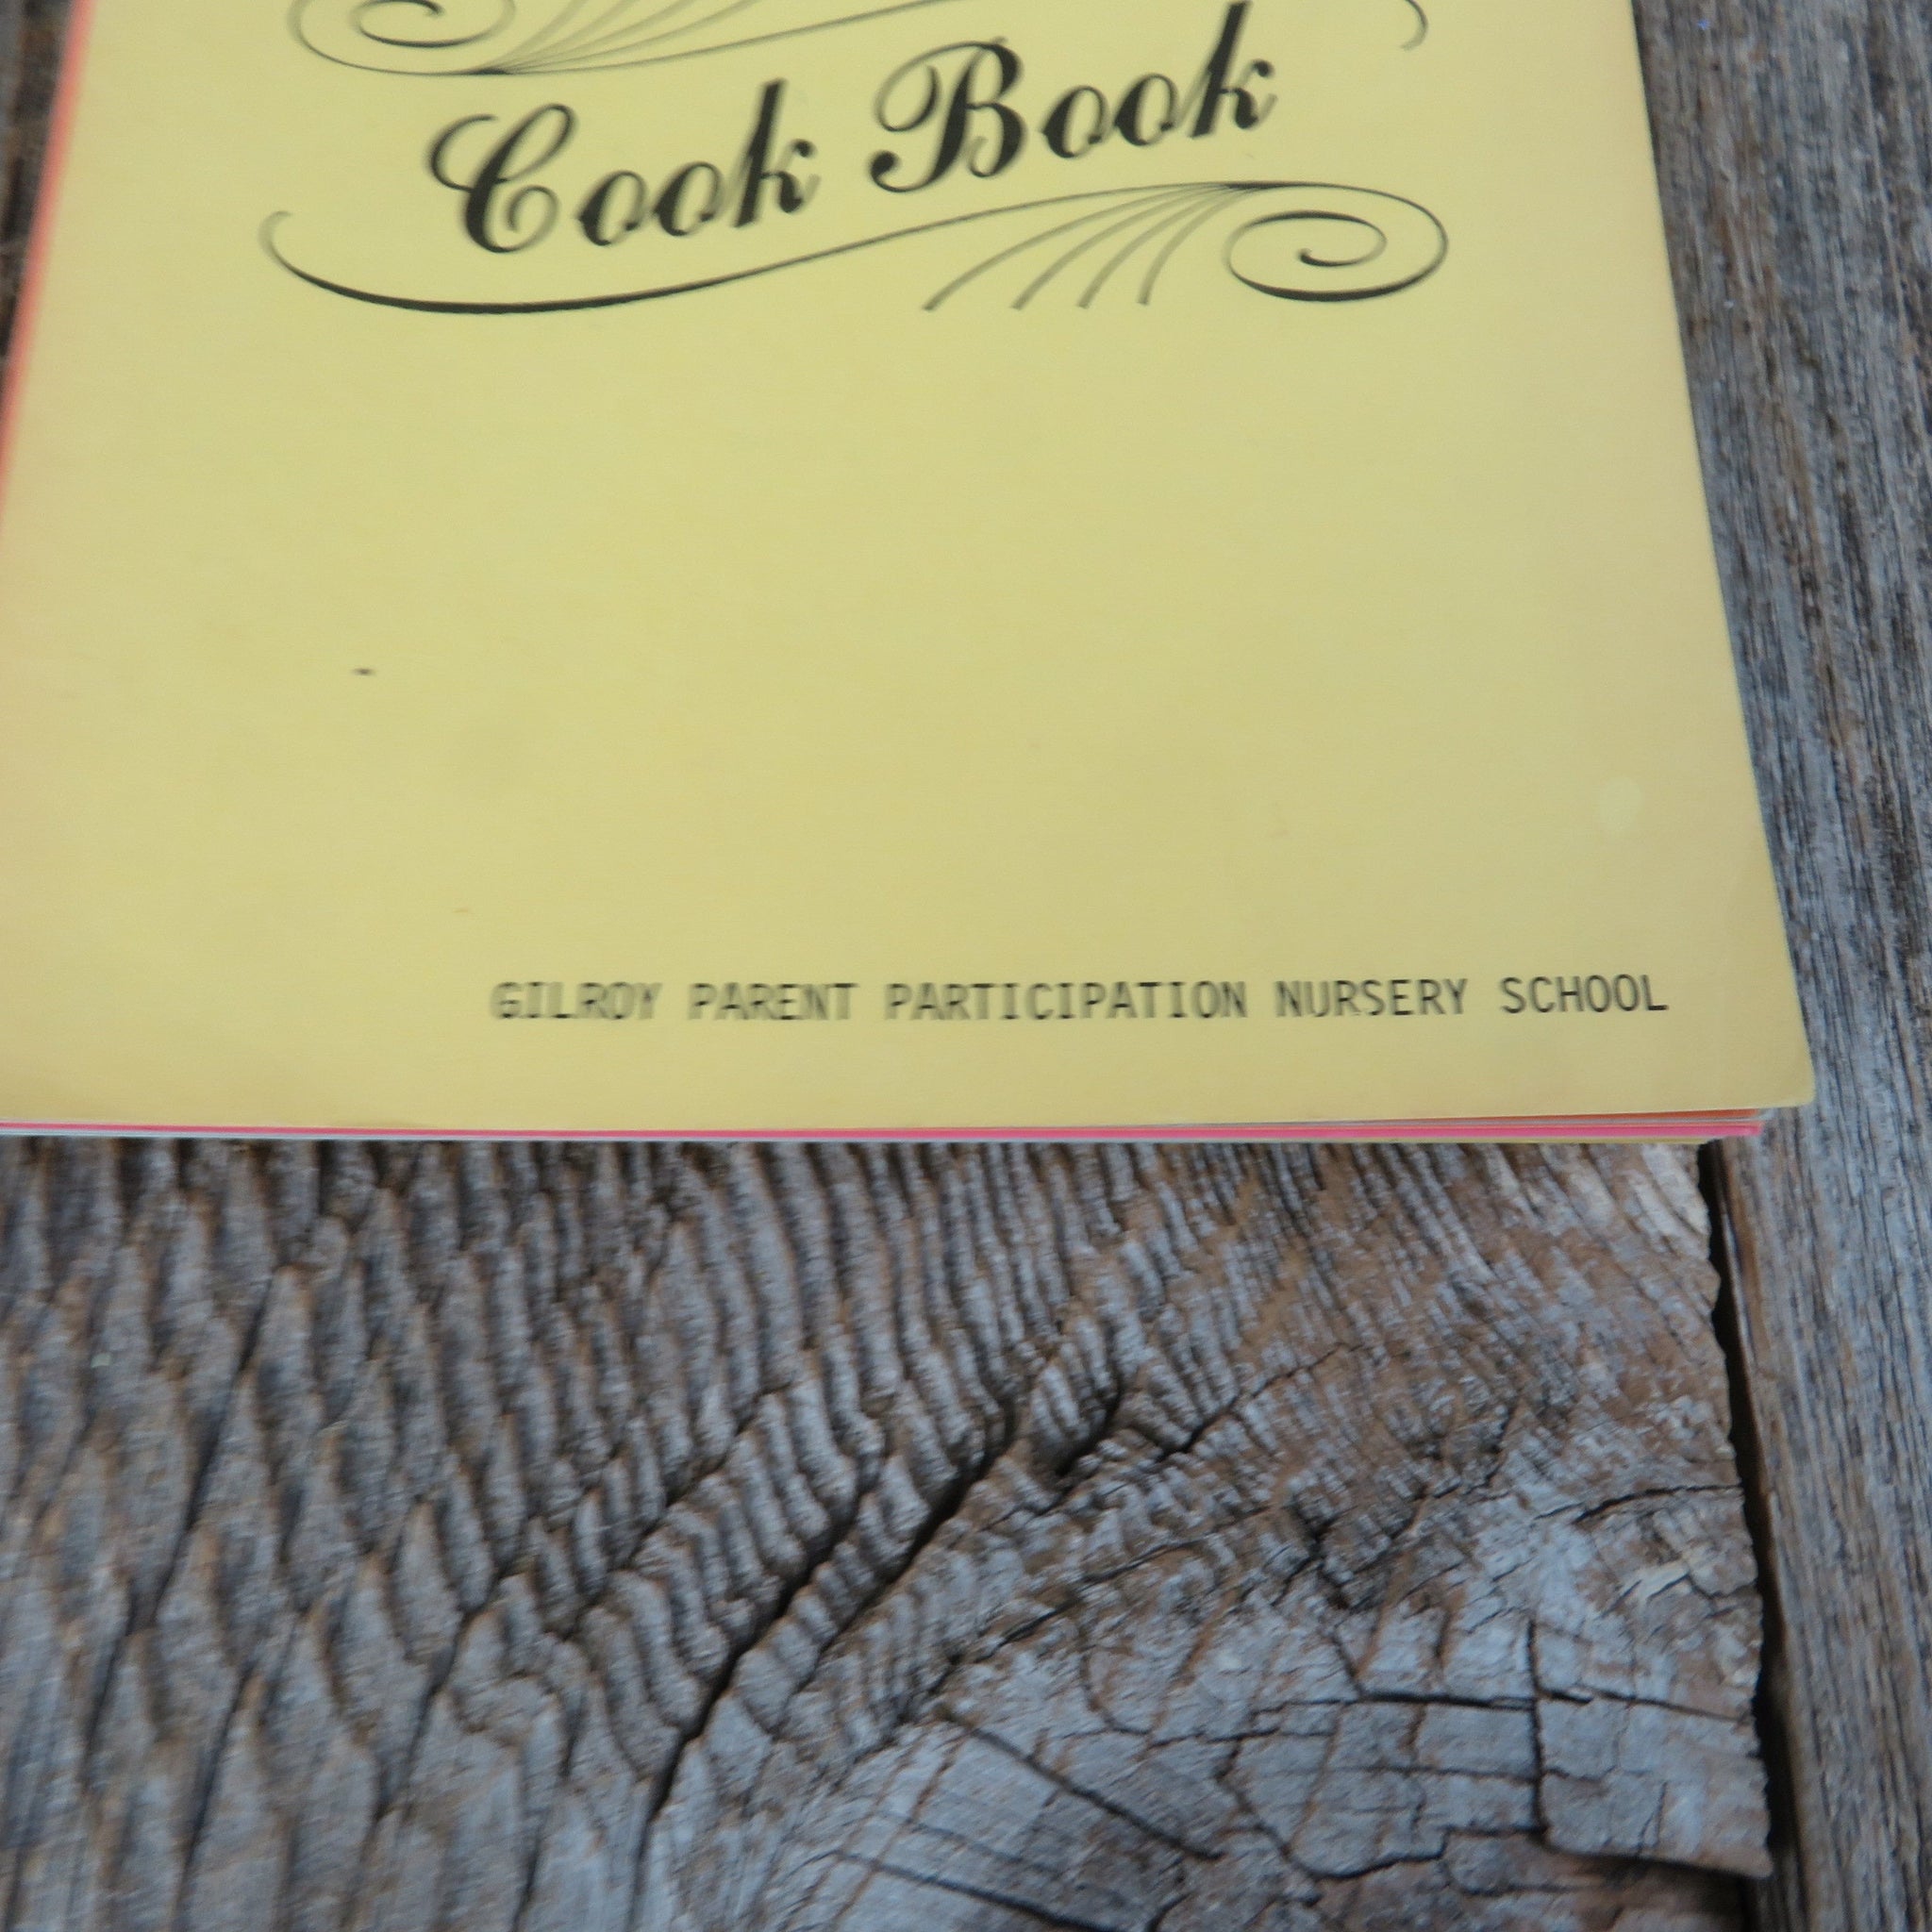 Cook Book
GILROY PARENT PARTICIPATION NURSERY SCHOOL